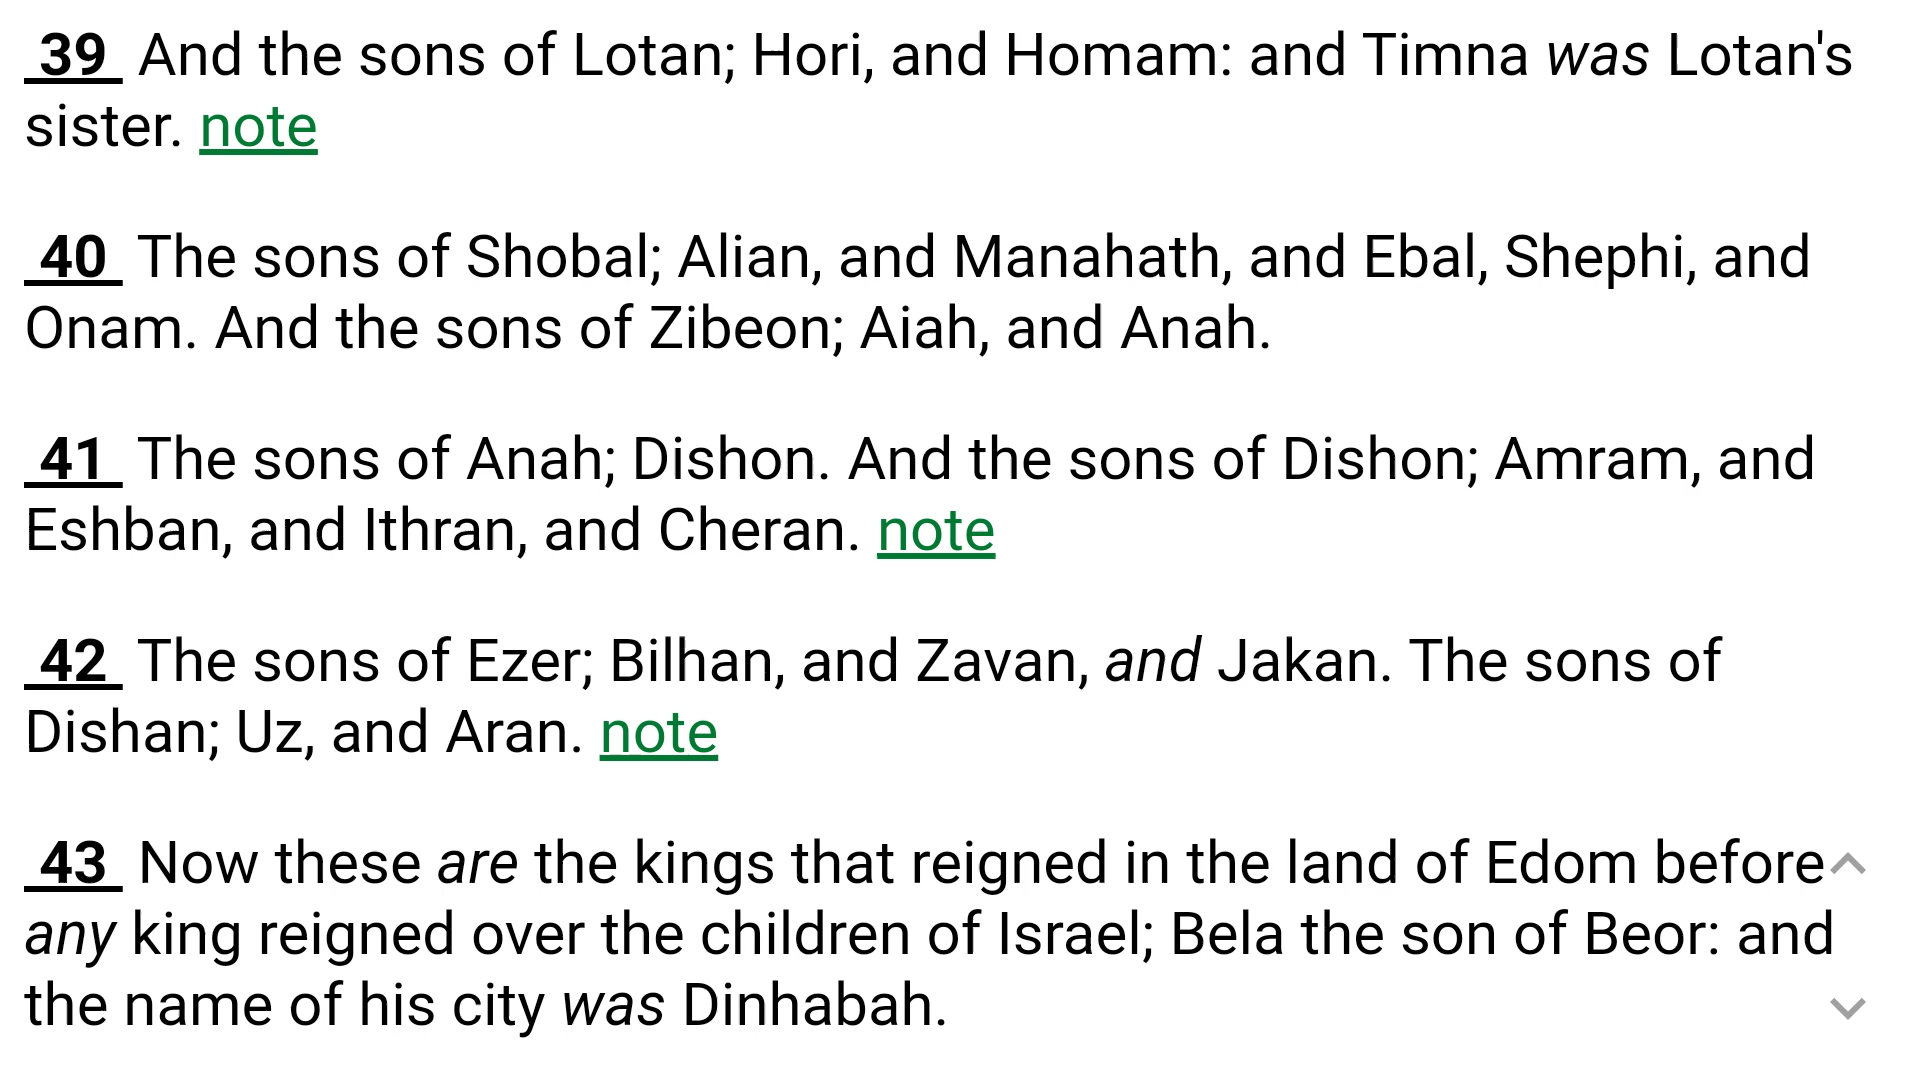 39 And the sons of Lotan; Hori, and Homam: and Timna was Lotan's
sister. note
40 The sons of Shobal; Alian, and Manahath, and Ebal, Shephi, and
Onam. And the sons of Zibeon; Aiah, and Anah.
41 The sons of Anah; Dishon. And the sons of Dishon; Amram, and
Eshban, and Ithran, and Cheran. note
42 The sons of Ezer; Bilhan, and Zavan, and Jakan. The sons of
Dishan; Uz, and Aran. note
43 Now these are the kings that reigned in the land of Edom before
any king reigned over the children of Israel; Bela the son of Beor: and
the name of his city was Dinhabah.